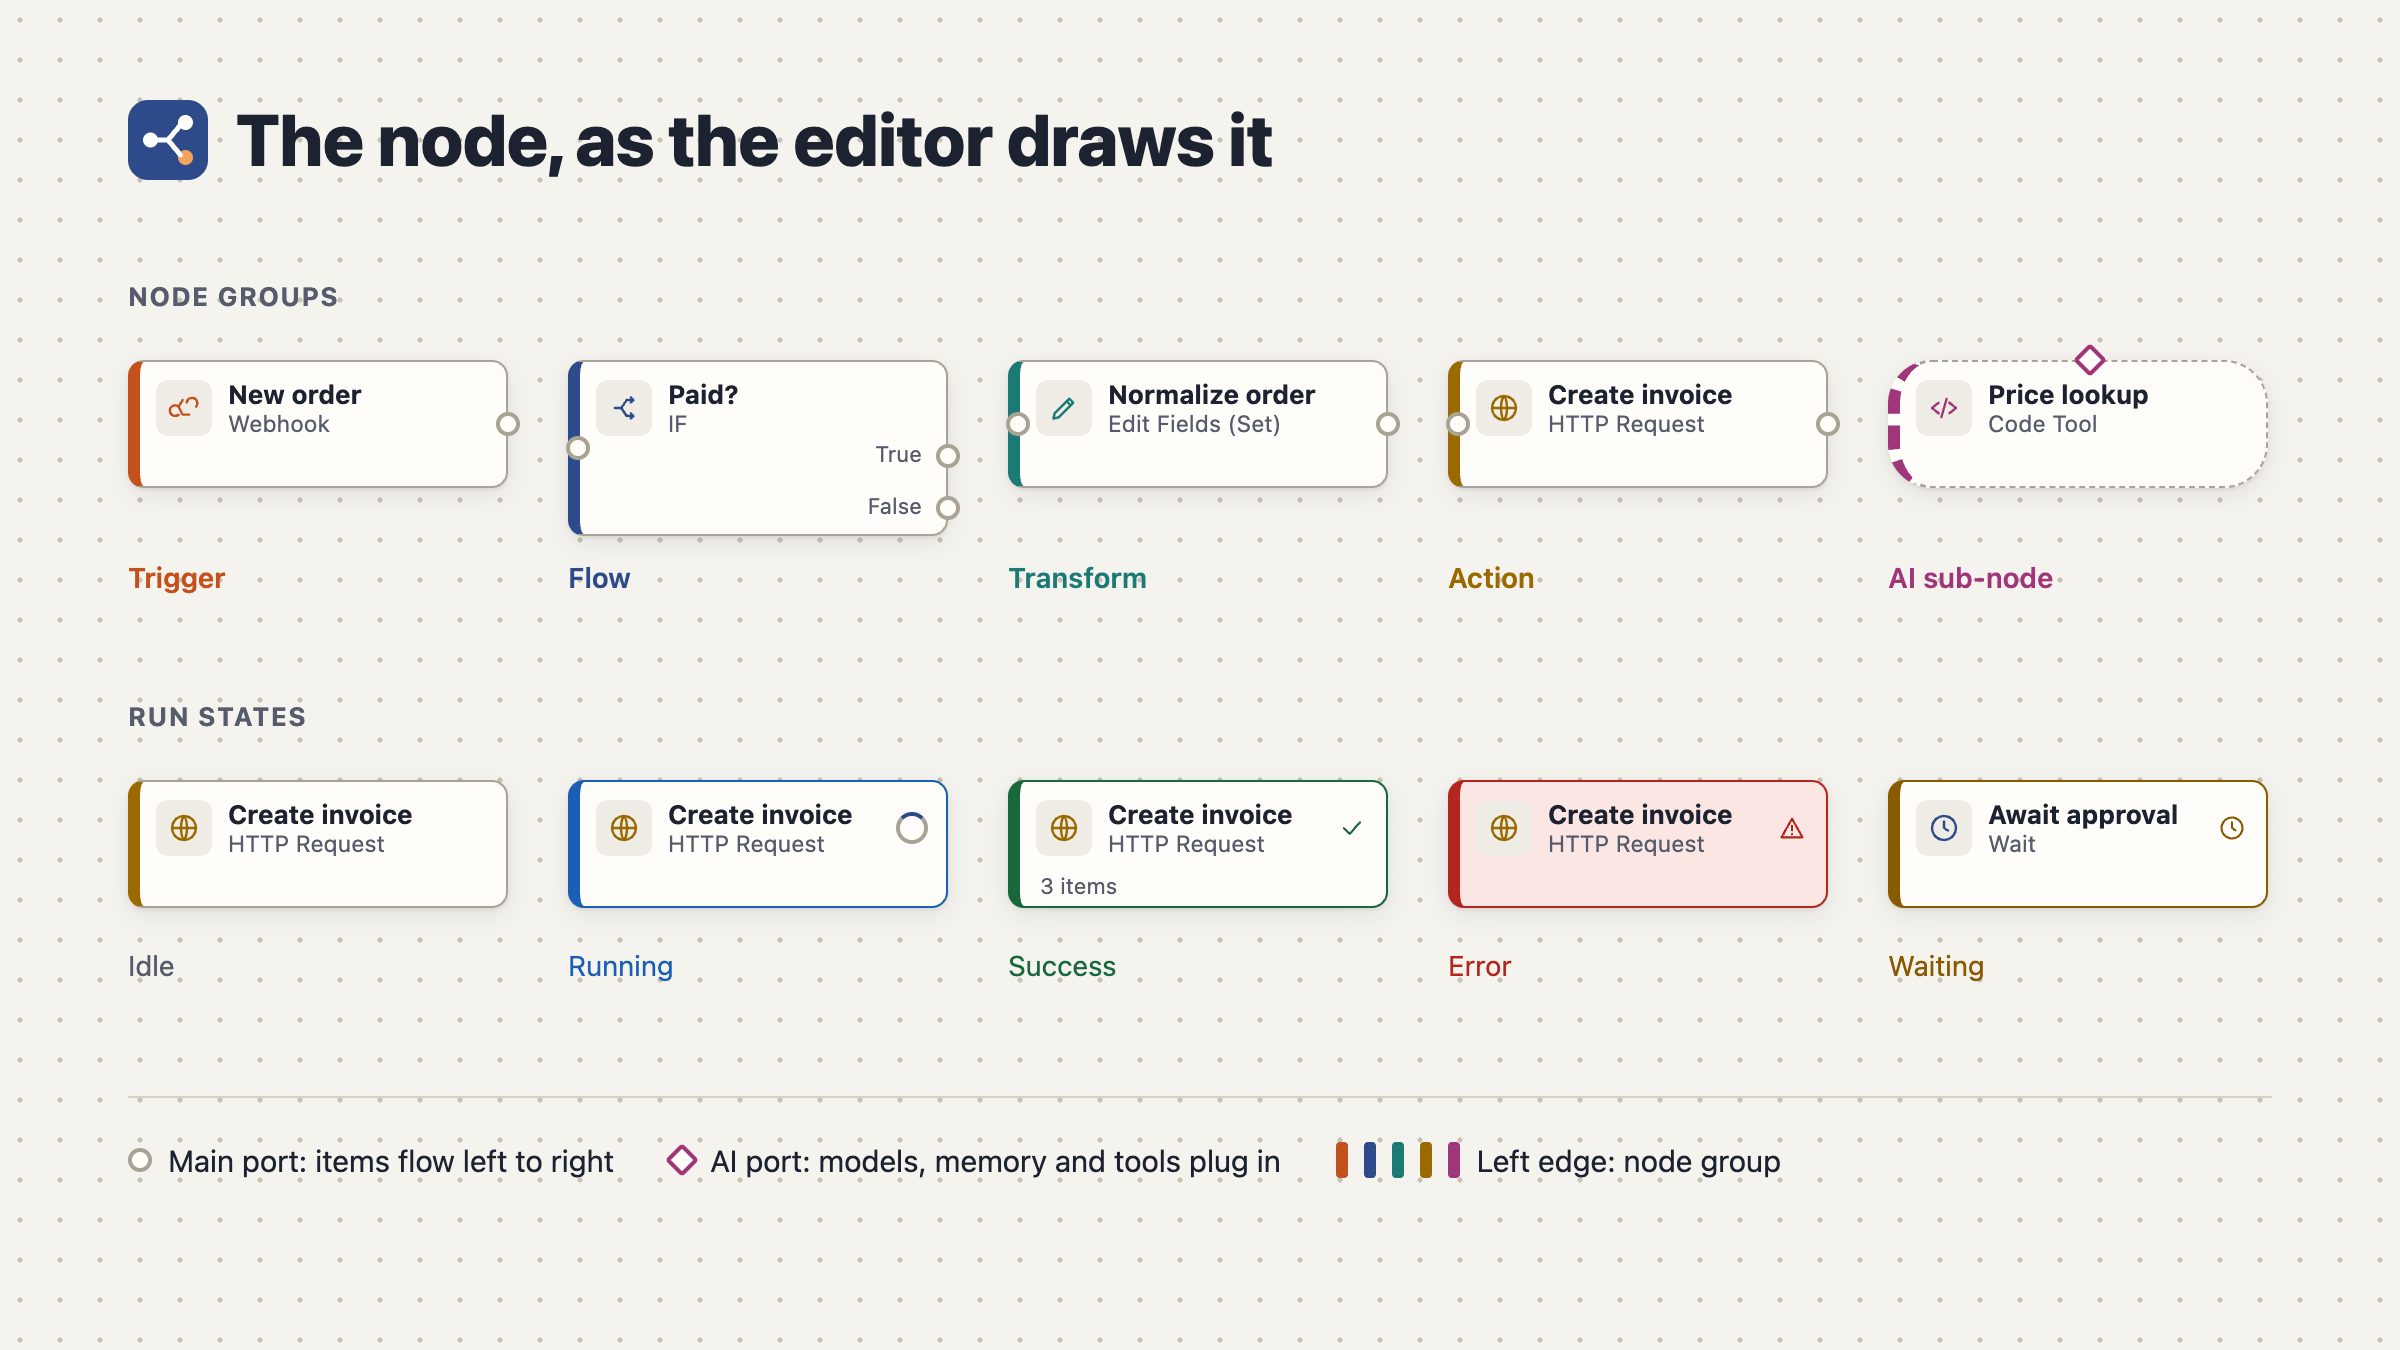 The node, as the editor draws it
NODE GROUPS
New order
Webhook
Paid?
IF
True
False
Normalize order
Edit Fields (Set)
Create invoice
HTTP Request
Price lookup
Code Tool
Trigger
Flow
Transform
Action
AI sub-node
RUN STATES
Create invoice
HTTP Request
Create invoice
HTTP Request
Create invoice
HTTP Request
3 items
Create invoice
HTTP Request
Await approval
Wait
Idle
Running
Success
Error
Waiting
Main port: items flow left to right
AI port: models, memory and tools plug in
Left edge: node group